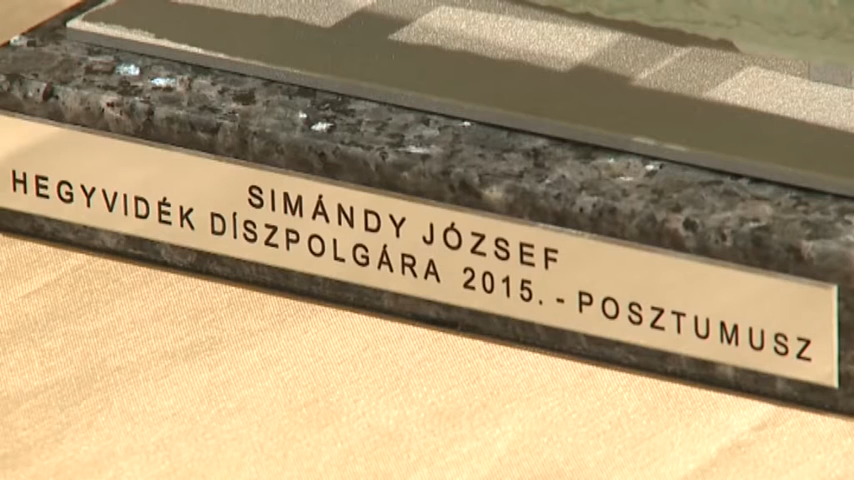 SIMÁNDY JÓZSEF
HEGYVIDÉK DÍSZPOLGÁRA 2015. - POSZTUMUSZ